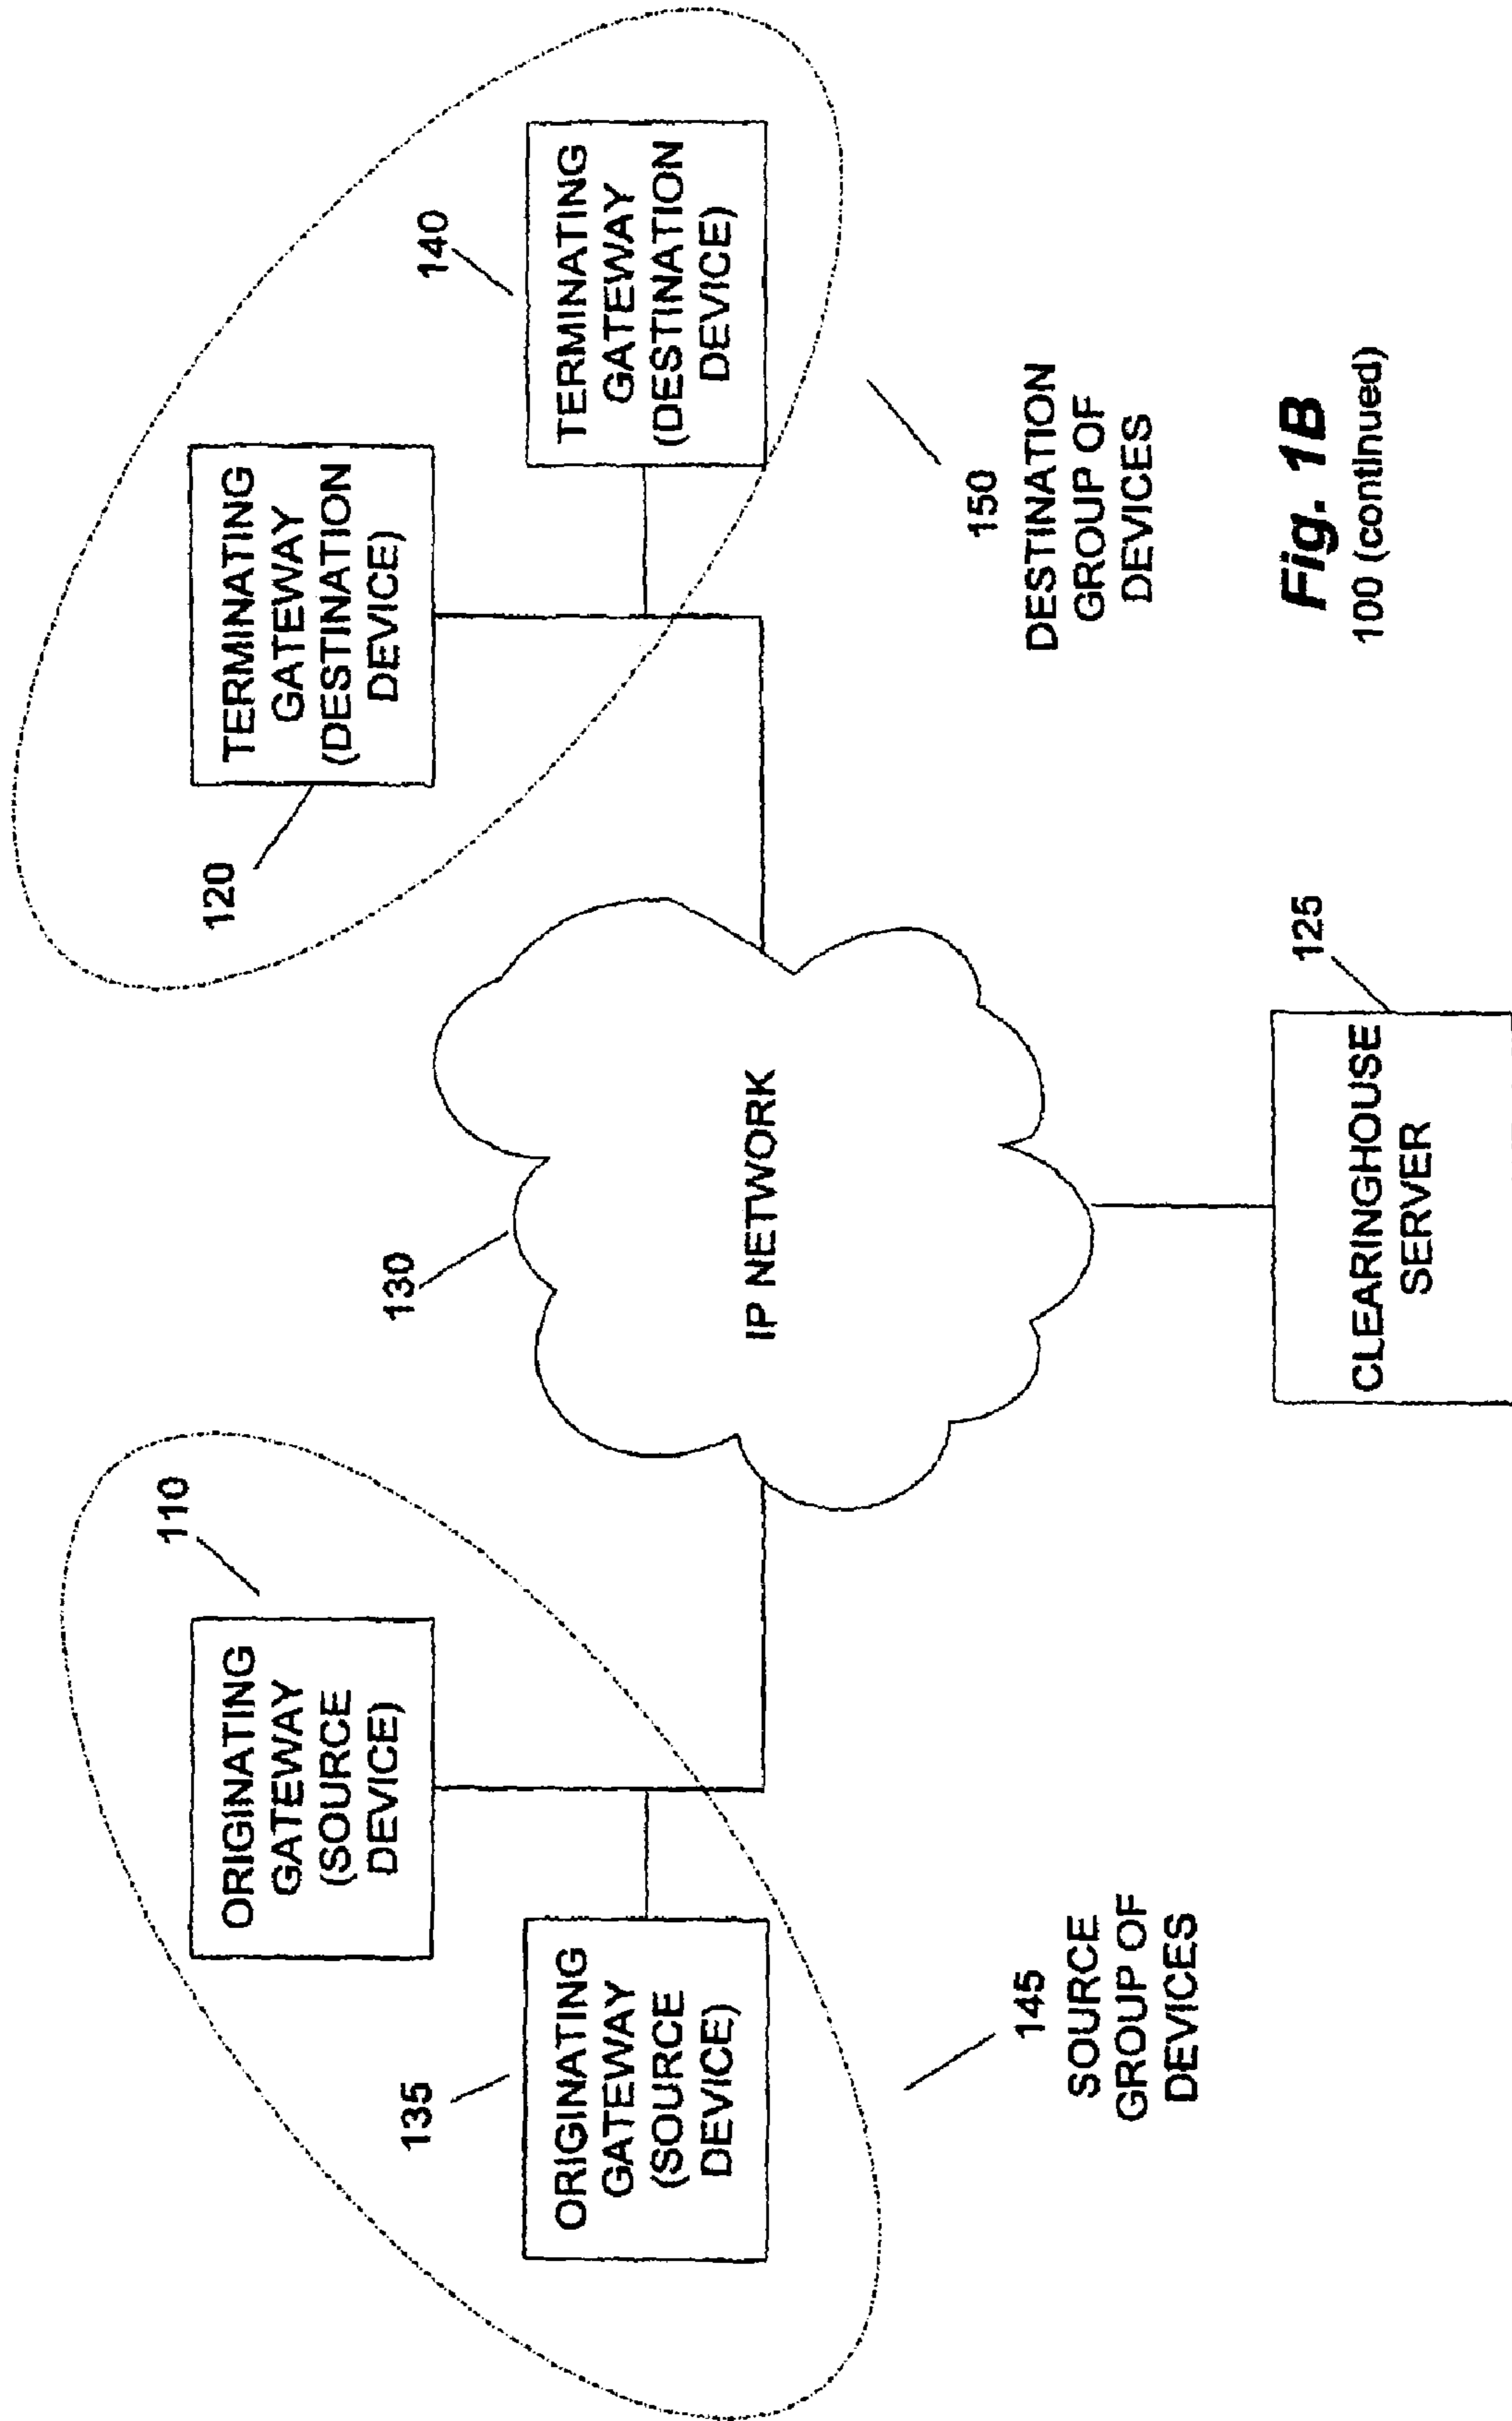 110
ORIGINATING
GATEWAY
(SOURCE
DEVICE)
135
ORIGINATING
GATEWAY
(SOURCE
DEVICE)
145
SOURCE
GROUP OF
DEVICES
130
IP NETWORK
125
CLEARINGHOUSE
SERVER
120
TERMINATING
GATEWAY
(DESTINATION
DEVICE)
140
TERMINATING
GATEWAY
(DESTINATION
DEVICE)
150
DESTINATION
GROUP OF
DEVICES
Fig. 1B
100 (continued)